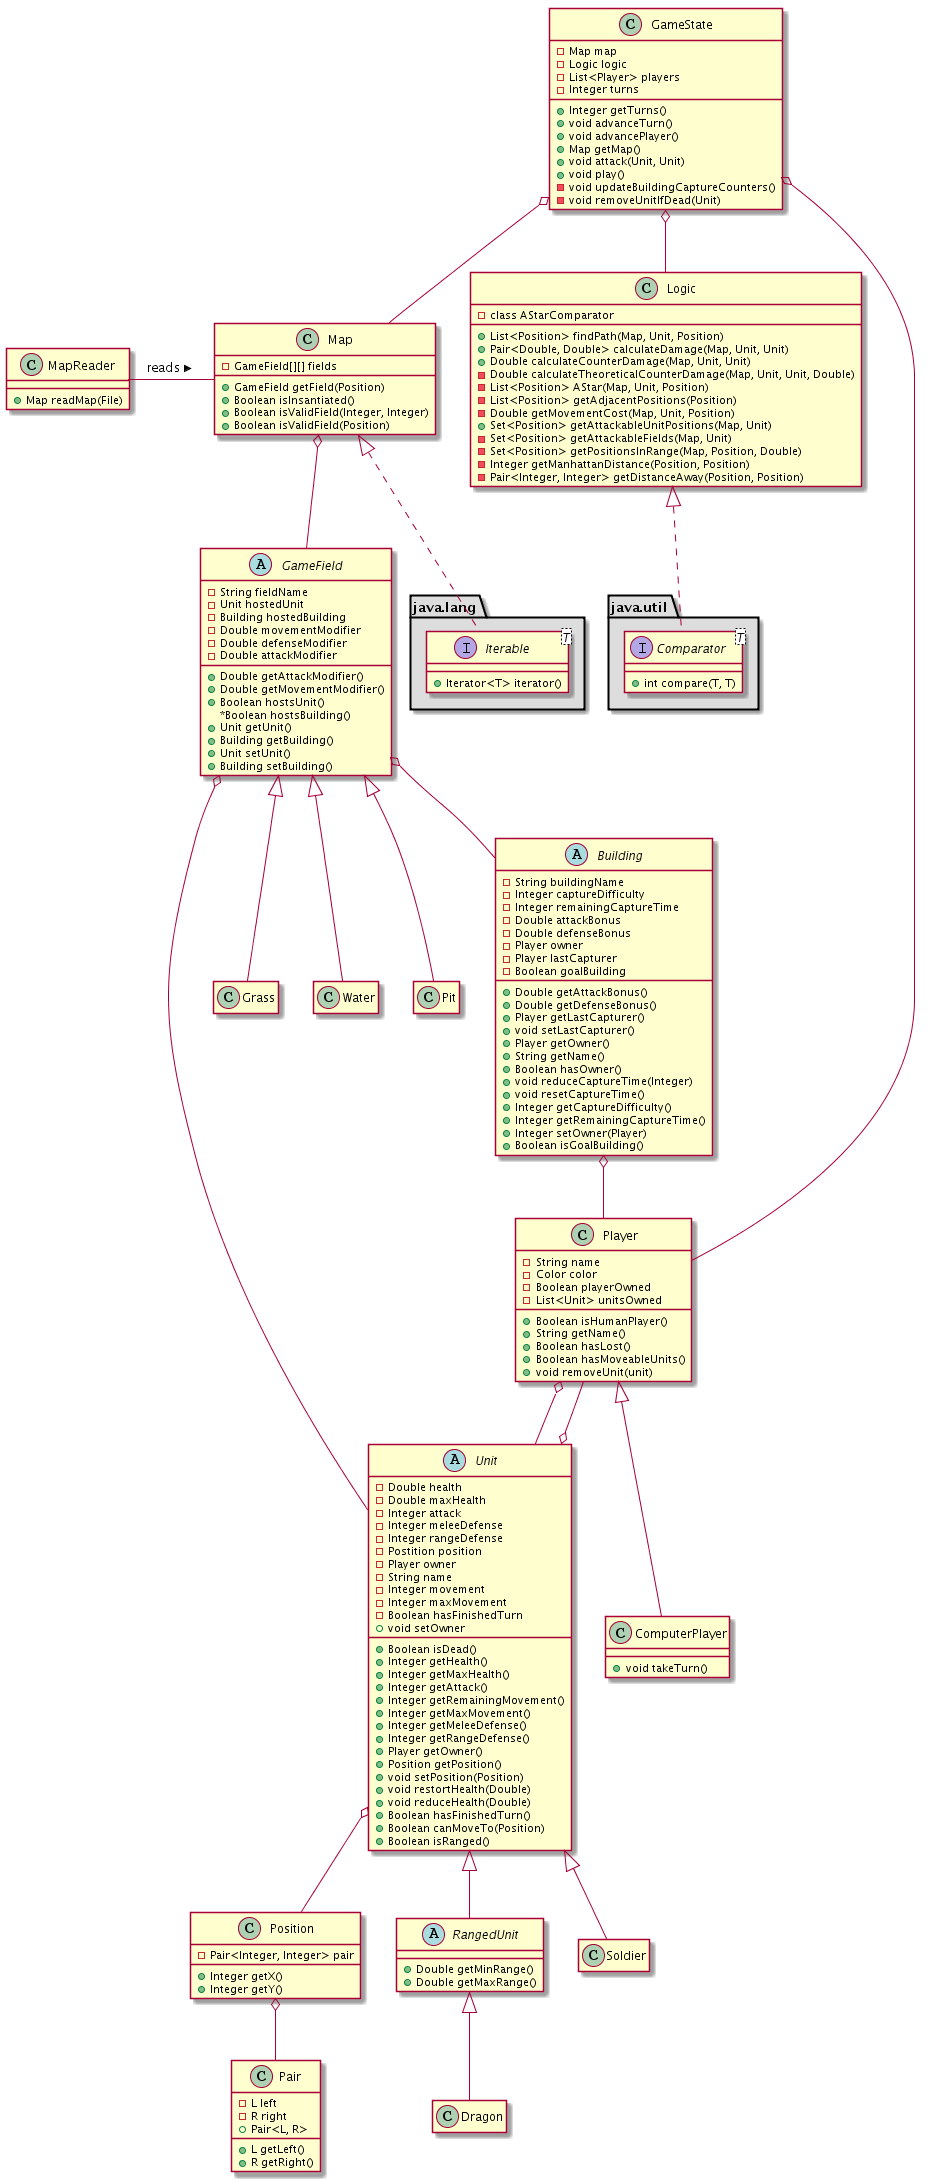 C GameState
Map map
Logic logic
List<Player> players
Integer turns
Integer getTurns()
void advanceTurn()
void advancePlayer()
Map getMap()
void attack(Unit, Unit)
void play()
void updateBuildingCaptureCounters()
void removeUnitIfDead(Unit)
C Logic
class AStarComparator
List<Position> findPath(Map, Unit, Position)
Pair<Double, Double> calculateDamage(Map, Unit, Unit)
Double calculateCounterDamage(Map, Unit, Unit)
Double calculateTheoreticalCounterDamage(Map, Unit, Unit, Double)
List<Position> AStar(Map, Unit, Position)
List<Position> getAdjacentPositions(Position)
Double getMovementCost(Map, Unit, Position)
Set<Position> getAttackableUnitPositions(Map, Unit)
Set<Position> getAttackableFields(Map, Unit)
Set<Position> getPositionsInRange(Map, Position, Double)
Integer getManhattanDistance(Position, Position)
Pair<Integer, Integer> getDistanceAway(Position, Position)
C MapReader
Map readMap(File)
reads
C Map
GameField[][] fields
GameField getField(Position)
Boolean isInsantiated()
Boolean isValidField(Integer, Integer)
Boolean isValidField(Position)
A GameField
String fieldName
Unit hostedUnit
Building hostedBuilding
Double movementModifier
Double defenseModifier
Double attackModifier
Double getAttackModifier()
Double getMovementModifier()
Boolean hostsUnit()
*Boolean hostsBuilding()
Unit getUnit()
Building getBuilding()
Unit setUnit()
Building setBuilding()
java.lang
I Iterable T
Iterator<T> iterator()
java.util
I Comparator T
int compare(T, T)
A Building
String buildingName
Integer captureDifficulty
Integer remainingCaptureTime
Double attackBonus
Double defenseBonus
Player owner
Player lastCapturer
Boolean goalBuilding
Double getAttackBonus()
Double getDefenseBonus()
Player getLastCapturer()
void setLastCapturer()
Player getOwner()
String getName()
Boolean hasOwner()
void reduceCaptureTime(Integer)
void resetCaptureTime()
Integer getCaptureDifficulty()
Integer getRemainingCaptureTime()
Integer setOwner(Player)
Boolean isGoalBuilding()
C Grass
C Water
C Pit
C Player
String name
Color color
Boolean playerOwned
List<Unit> unitsOwned
Boolean isHumanPlayer()
String getName()
Boolean hasLost()
Boolean hasMoveableUnits()
void removeUnit(unit)
A Unit
Double health
Double maxHealth
Integer attack
Integer meleeDefense
Integer rangeDefense
Postition position
Player owner
String name
Integer movement
Integer maxMovement
Boolean hasFinishedTurn
void setOwner
Boolean isDead()
Integer getHealth()
Integer getMaxHealth()
Integer getAttack()
Integer getRemainingMovement()
Integer getMaxMovement()
Integer getMeleeDefense()
Integer getRangeDefense()
Player getOwner()
Position getPosition()
void setPosition(Position)
void restortHealth(Double)
void reduceHealth(Double)
Boolean hasFinishedTurn()
Boolean canMoveTo(Position)
Boolean isRanged()
C ComputerPlayer
void takeTurn()
C Position
Pair<Integer, Integer> pair
Integer getX()
Integer getY()
A RangedUnit
Double getMinRange()
Double getMaxRange()
C Soldier
C Pair
L left
R right
Pair<L, R>
L getLeft()
R getRight()
C Dragon